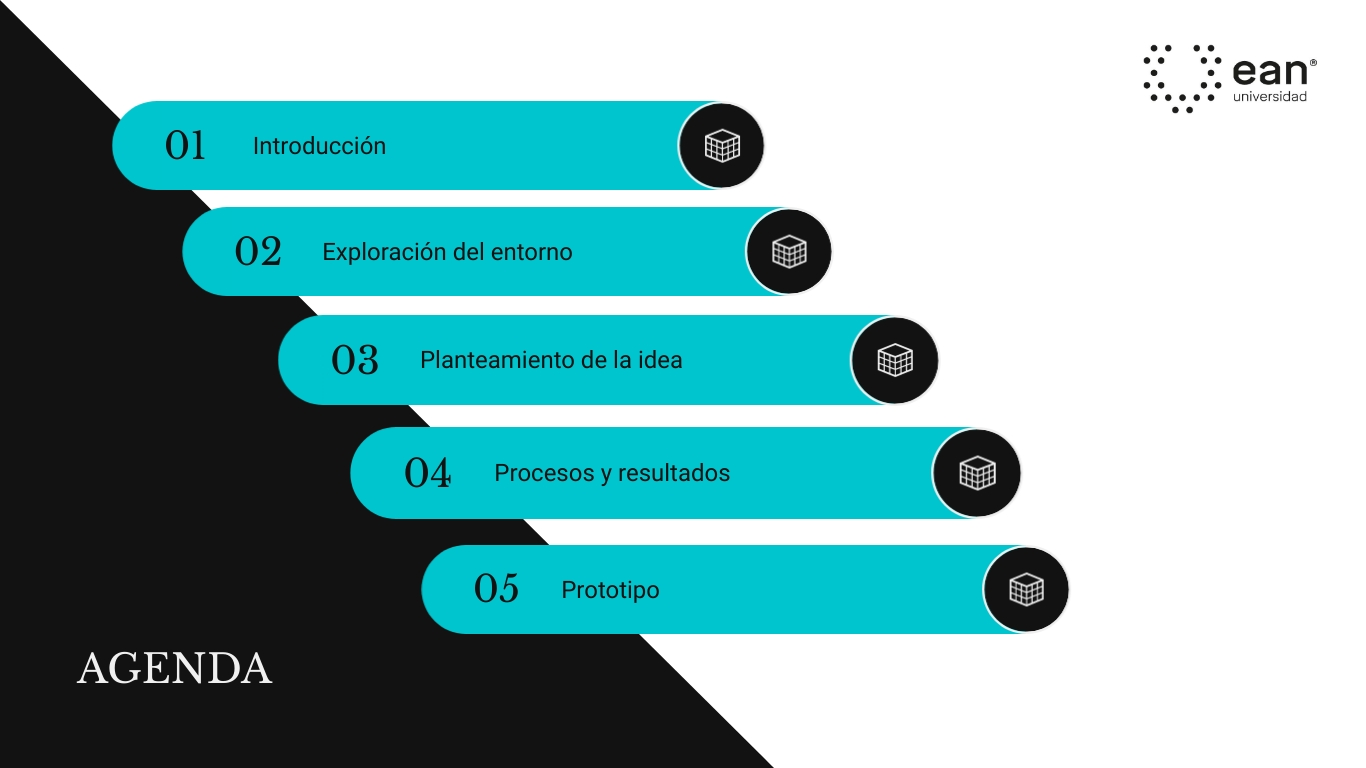 ean®
universidad
01 Introducción
02 Exploración del entorno
03 Planteamiento de la idea
04 Procesos y resultados
05 Prototipo
AGENDA